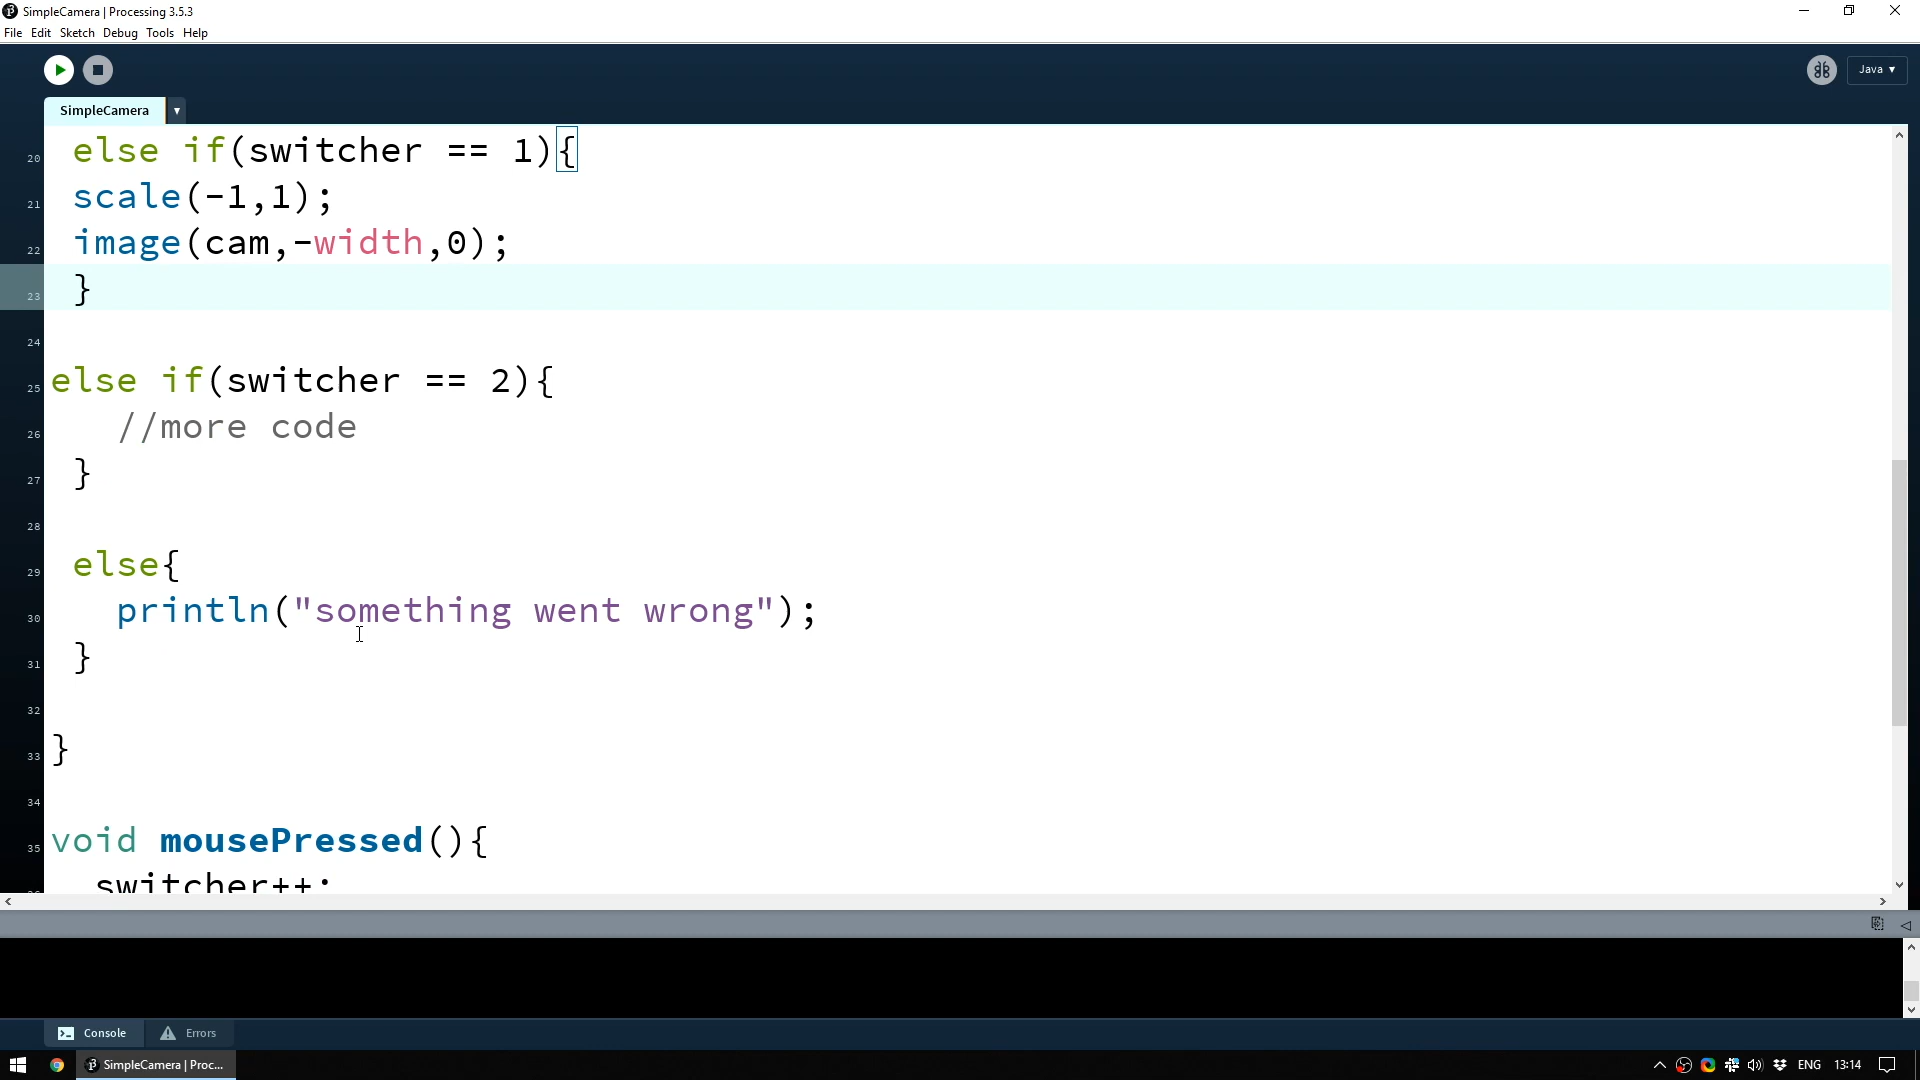 SimpleCamera | Processing 3.5.3
File Edit Sketch Debug Tools Help
Java
SimpleCamera
20 else if(switcher == 1){
21 scale(-1,1);
22 image(cam,-width,0);
23 }
24
25 else if(switcher == 2){
26 //more code
27 }
28
29 else{
30 println("something went wrong");
31 }
32
33 }
34
35 void mousePressed(){
switcher++;
Console Errors
SimpleCamera | Proc... ENG 13:14